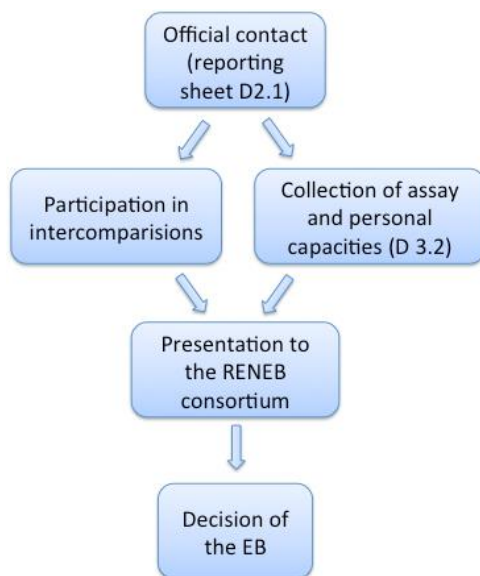 Official contact
(reporting
sheet D2.1)
Participation in
intercomparisions
Collection of assay
and personal
capacities (D 3.2)
Presentation to
the RENEB
consortium
Decision of
the EB